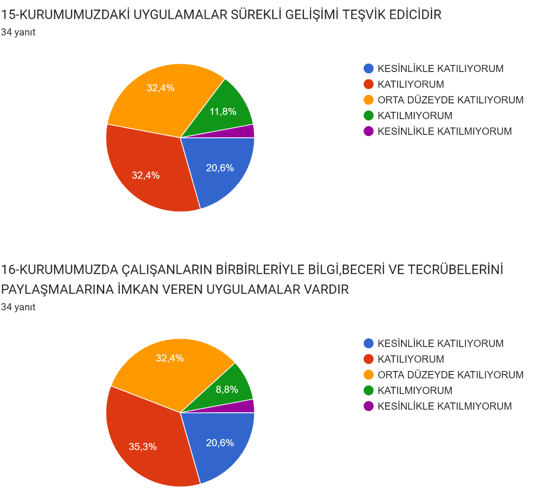 15-KURUMUMUZDAKİ UYGULAMALAR SÜREKLİ GELİŞİMİ TEŞVİK EDİCİDİR
34 yanıt
KESİNLİKLE KATILIYORUM
KATILIYORUM
ORTA DÜZEYDE KATILIYORUM
KATILMIYORUM
KESİNLİKLE KATILMIYORUM
32,4%
11,8%
32,4%
20,6%
16-KURUMUMUZDA ÇALIŞANLARIN BİRBİRLERİYLE BİLGİ,BECERİ VE TECRÜBELERİNİ
PAYLAŞMALARINA İMKAN VEREN UYGULAMALAR VARDIR
34 yanıt
KESİNLİKLE KATILIYORUM
KATILIYORUM
ORTA DÜZEYDE KATILIYORUM
KATILMIYORUM
KESİNLİKLE KATILMIYORUM
32,4%
8,8%
35,3%
20,6%